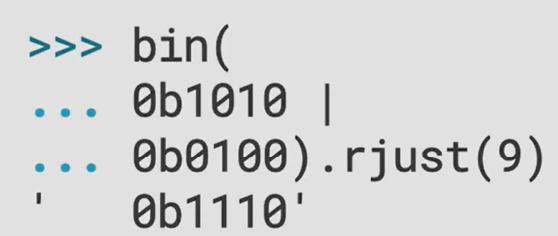 >>> bin(
... 0b1010 |
... 0b0100).rjust(9)
'   0b1110'